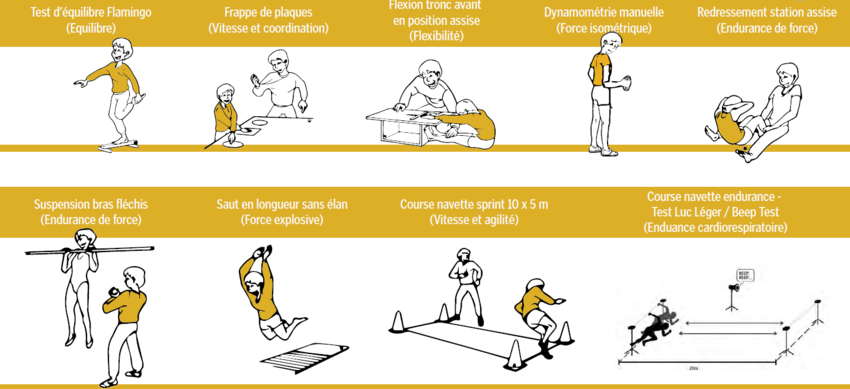 Test d'équilibre Flamingo
(Equilibre)
Frappe de plaques
(Vitesse et coordination)
Flexion tronc avant
en position assise
(Flexibilité)
Dynamométrie manuelle
(Force isométrique)
Redressement station assise
(Endurance de force)
Suspension bras fléchis
(Endurance de force)
Saut en longueur sans élan
(Force explosive)
Course navette sprint 10 x 5 m
(Vitesse et agilité)
Course navette endurance -
Test Luc Léger / Beep Test
(Enduance cardiorespiratoire)